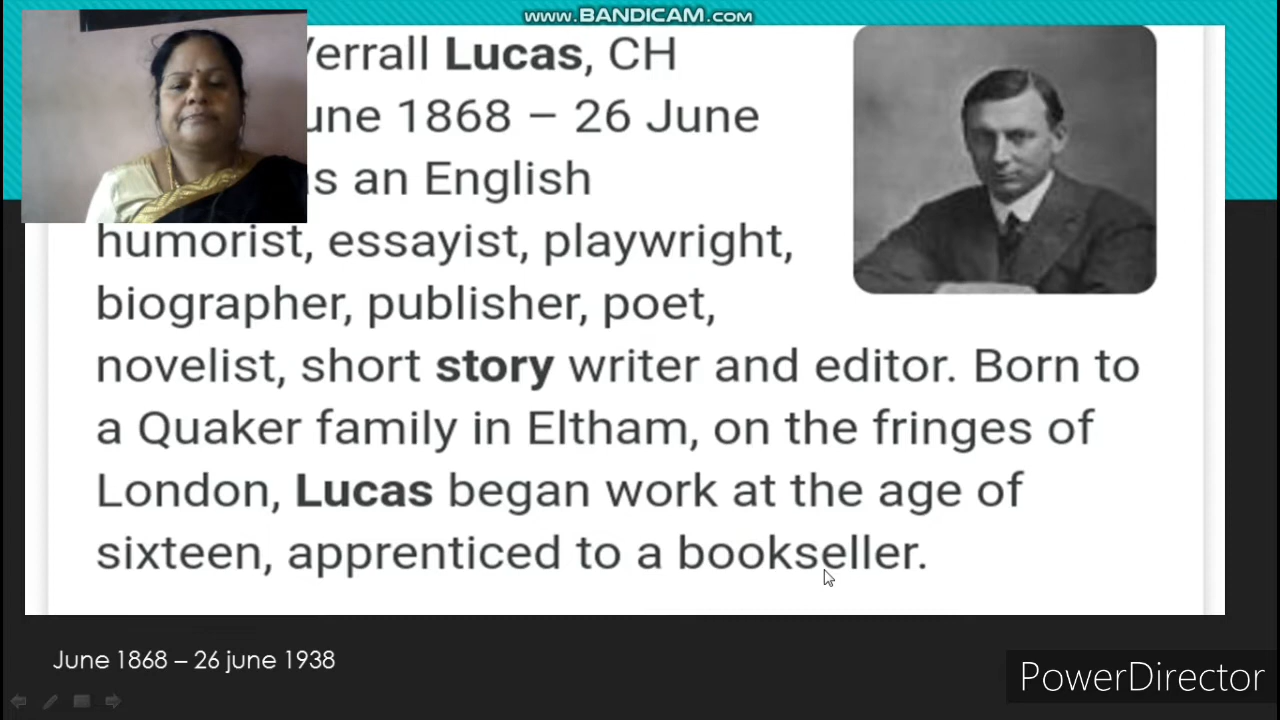 www.BANDICAM.com
Verrall Lucas, CH
June 1868 – 26 June
as an English
humorist, essayist, playwright,
biographer, publisher, poet,
novelist, short story writer and editor. Born to
a Quaker family in Eltham, on the fringes of
London, Lucas began work at the age of
sixteen, apprenticed to a bookseller.
June 1868 – 26 june 1938
PowerDirector